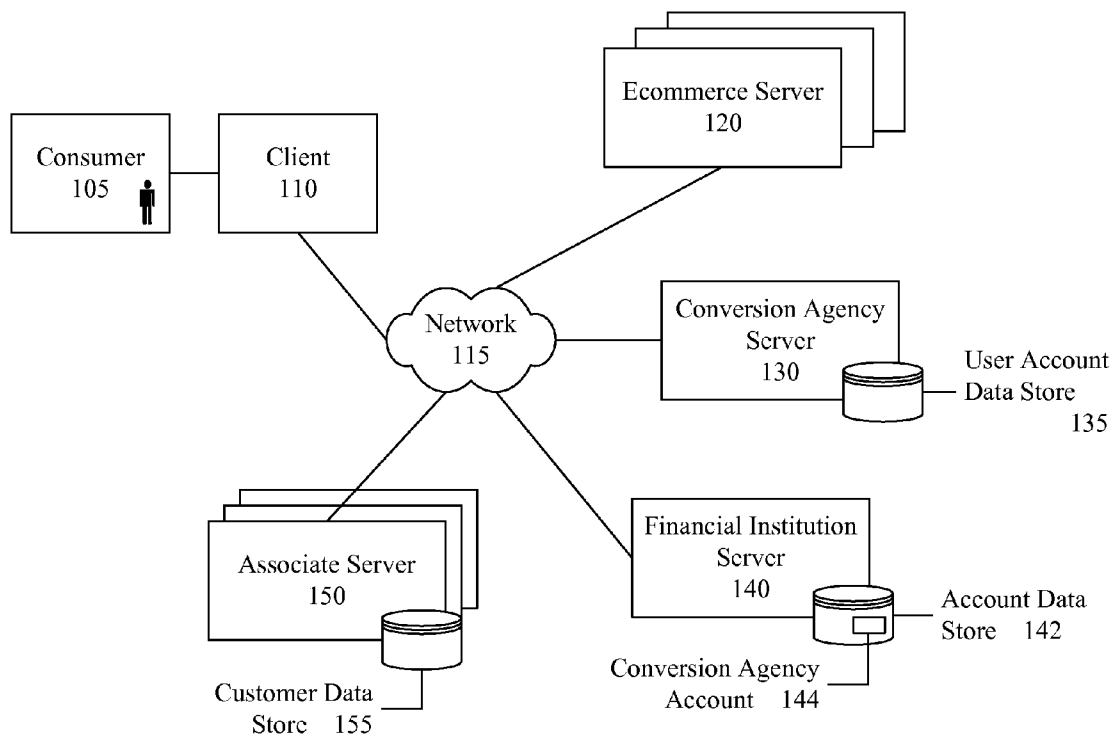 Ecommerce Server
120
Consumer
105
Client
110
Network
115
Conversion Agency
Server
130
User Account
Data Store
135
Associate Server
150
Customer Data
Store 155
Financial Institution
Server
140
Account Data
Store 142
Conversion Agency
Account 144